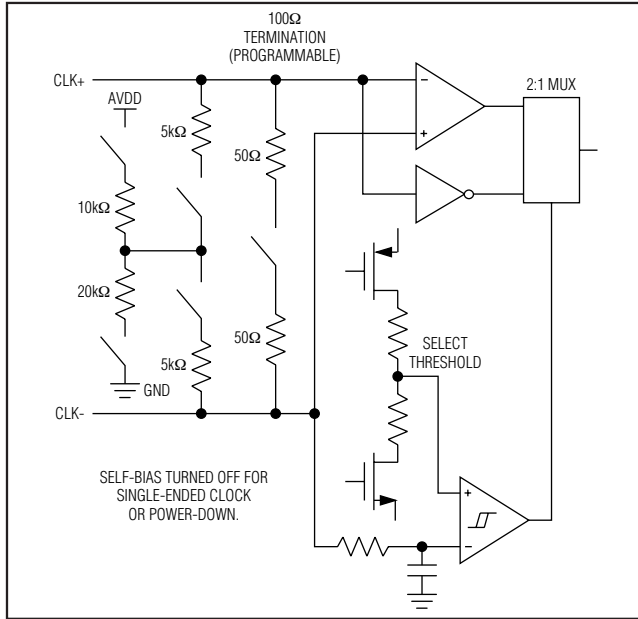 100Ω
TERMINATION
(PROGRAMMABLE)
CLK+
AVDD
2:1 MUX
5kΩ
50Ω
10kΩ
20kΩ
5kΩ
50Ω
GND
SELECT
THRESHOLD
CLK-
SELF-BIAS TURNED OFF FOR
SINGLE-ENDED CLOCK
OR POWER-DOWN.
−
+
+
−